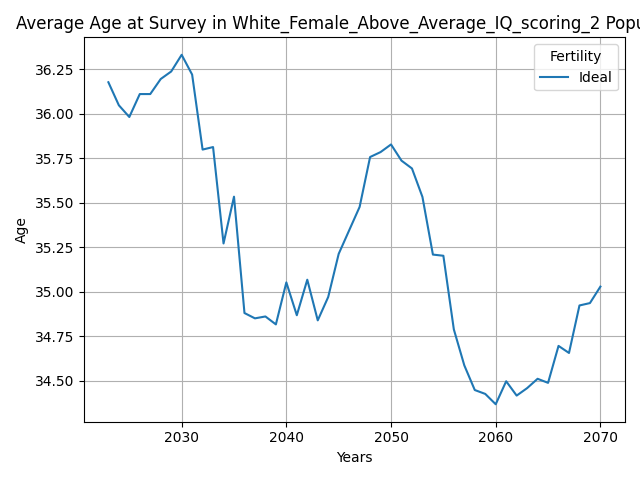 Average Age at Survey in White_Female_Above_Average_IQ_scoring_2 Popu
Fertility
Ideal
36.25
36.00
35.75
35.50
35.25
35.00
34.75
34.50
Age
2030 2040 2050 2060 2070
Years